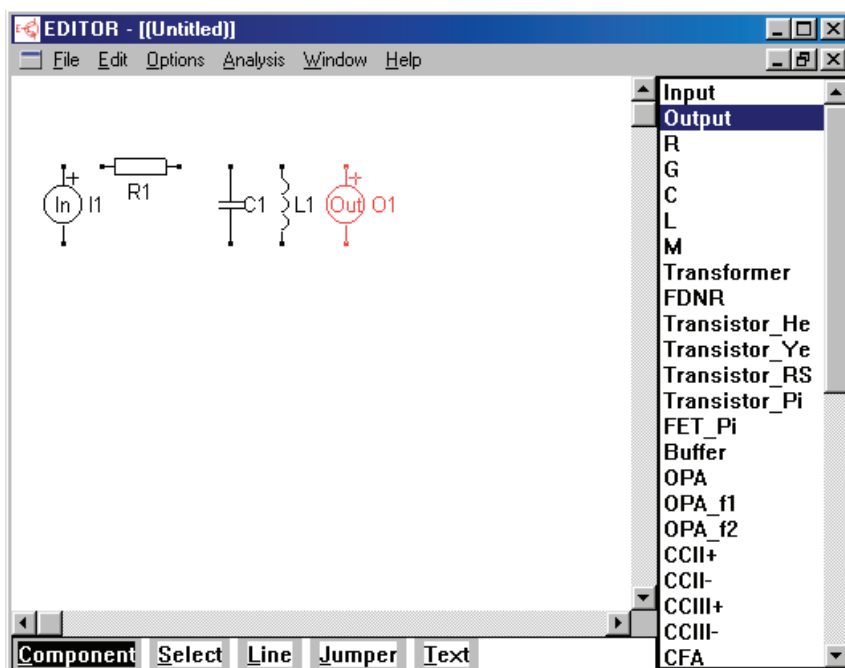 EDITOR - [(Untitled)]
File Edit Options Analysis Window Help
Input
Output
R
G
C
L
M
Transformer
FDNR
Transistor_He
Transistor_Ye
Transistor_RS
Transistor_Pi
FET_Pi
Buffer
OPA
OPA_f1
OPA_f2
CCII+
CCII-
CCIII+
CCIII-
CFA
In I1 R1 C1 L1 Out O1
Component Select Line Jumper Text